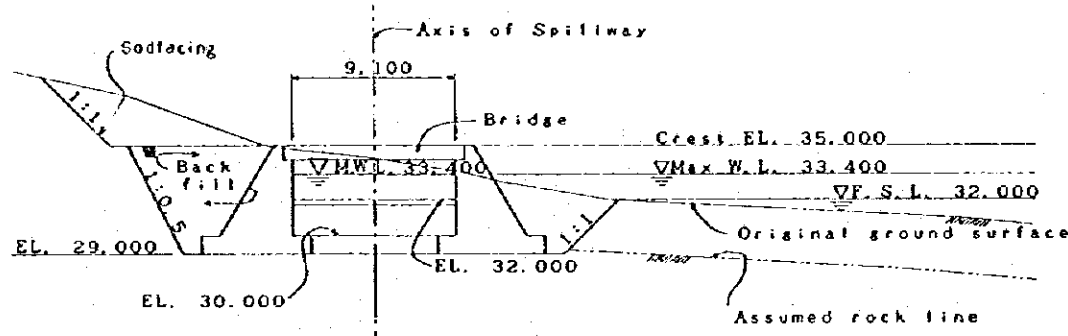 Axis of Spillway
Sodfacing
9,100
1:1
Bridge
Crest EL. 35.000
Back
fill
1:0.5
M.W.L. 33.400
Max W.L. 33.400
F.S.L. 32.000
1:1
Original ground surface
EL. 29.000
EL. 32.000
EL. 30.000
Assumed rock line